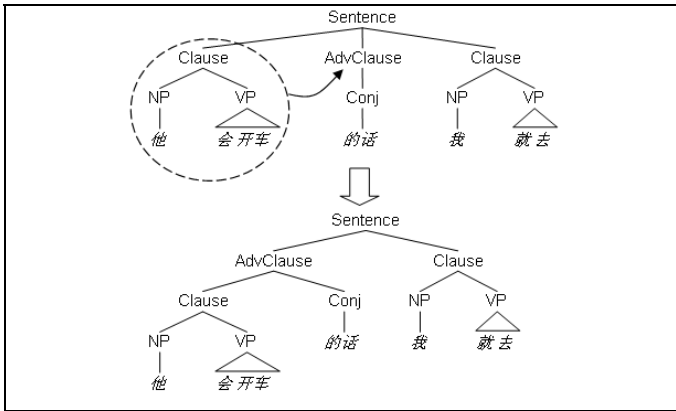 Sentence
Clause AdvClause Clause
NP VP Conj NP VP
他 会 开车 的话 我 就 去
Sentence
AdvClause Clause
Clause Conj NP VP
NP VP 的话 我 就 去
他 会 开车